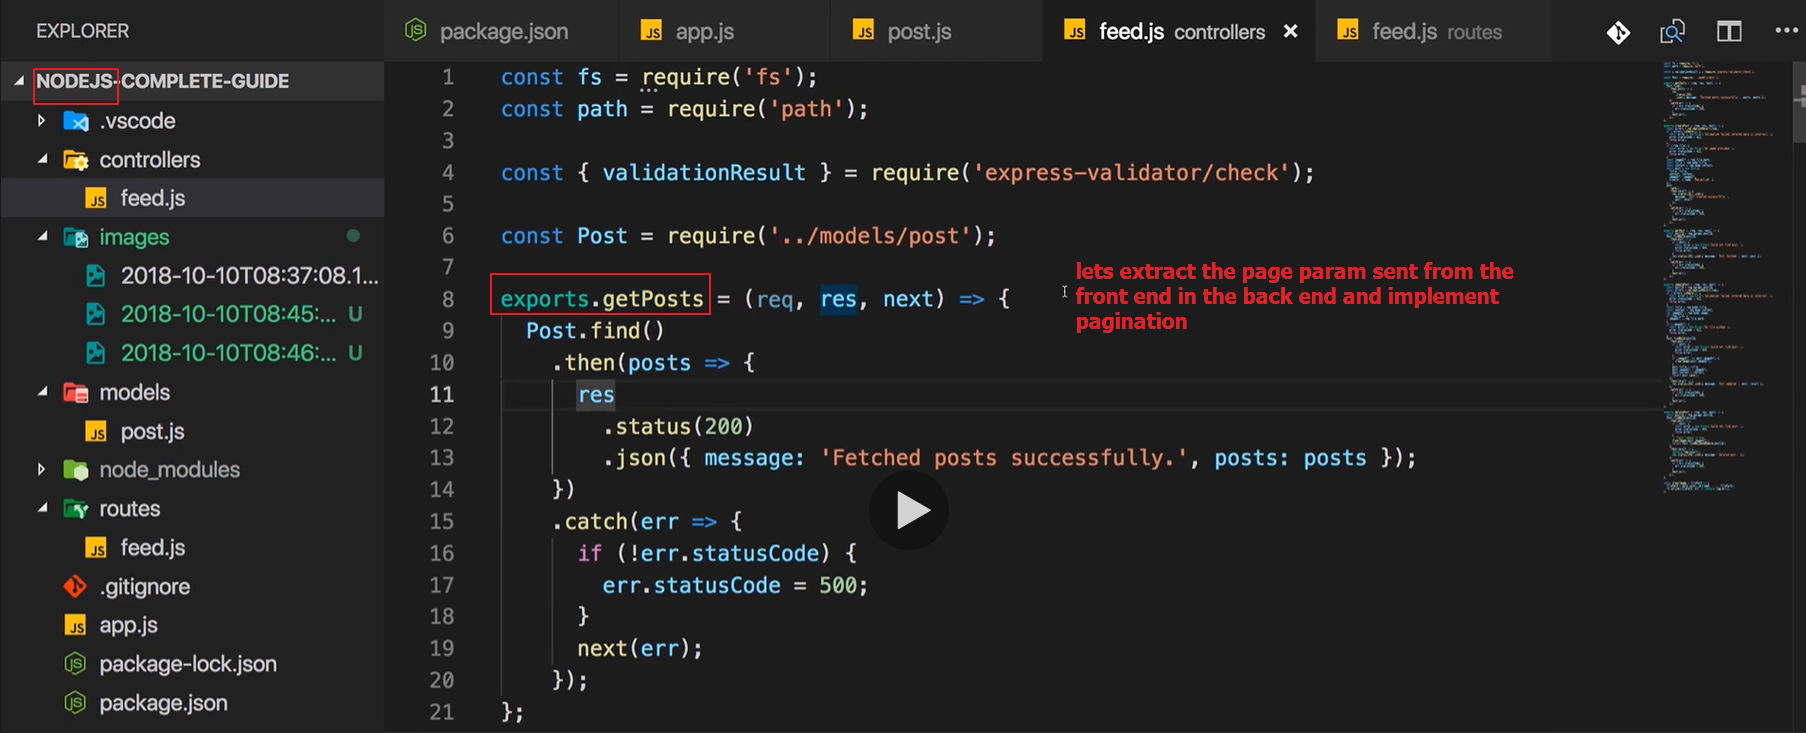 EXPLORER
NODEJS-COMPLETE-GUIDE
.vscode
controllers
feed.js
images
2018-10-10T08:37:08.1...
2018-10-10T08:45:... U
2018-10-10T08:46:... U
models
post.js
node_modules
routes
feed.js
.gitignore
app.js
package-lock.json
package.json
package.json app.js post.js feed.js controllers × feed.js routes
1 const fs = require('fs');
2 const path = require('path');
3
4 const { validationResult } = require('express-validator/check');
5
6 const Post = require('../models/post');
7
8 exports.getPosts = (req, res, next) => {
9 Post.find()
10 .then(posts => {
11 res
12 .status(200)
13 .json({ message: 'Fetched posts successfully.', posts: posts });
14 })
15 .catch(err => {
16 if (!err.statusCode) {
17 err.statusCode = 500;
18 }
19 next(err);
20 });
21 };
lets extract the page param sent from the
front end in the back end and implement
pagination